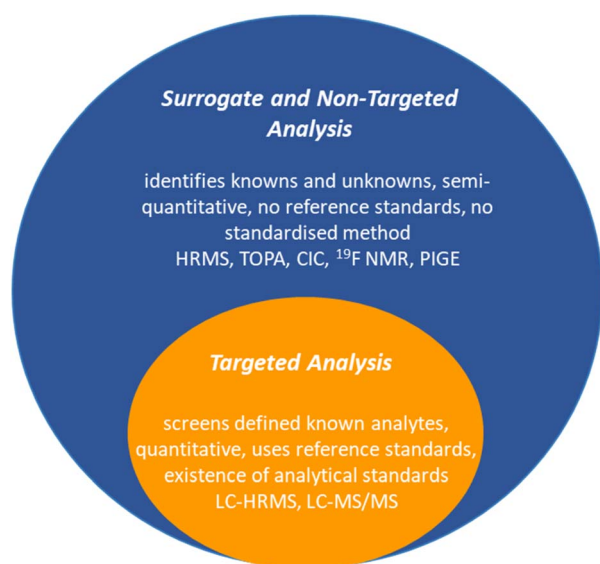 Surrogate and Non-Targeted
Analysis
identifies knowns and unknowns, semi-
quantitative, no reference standards, no
standardised method
HRMS, TOPA, CIC, ¹⁹F NMR, PIGE
Targeted Analysis
screens defined known analytes,
quantitative, uses reference standards,
existence of analytical standards
LC-HRMS, LC-MS/MS